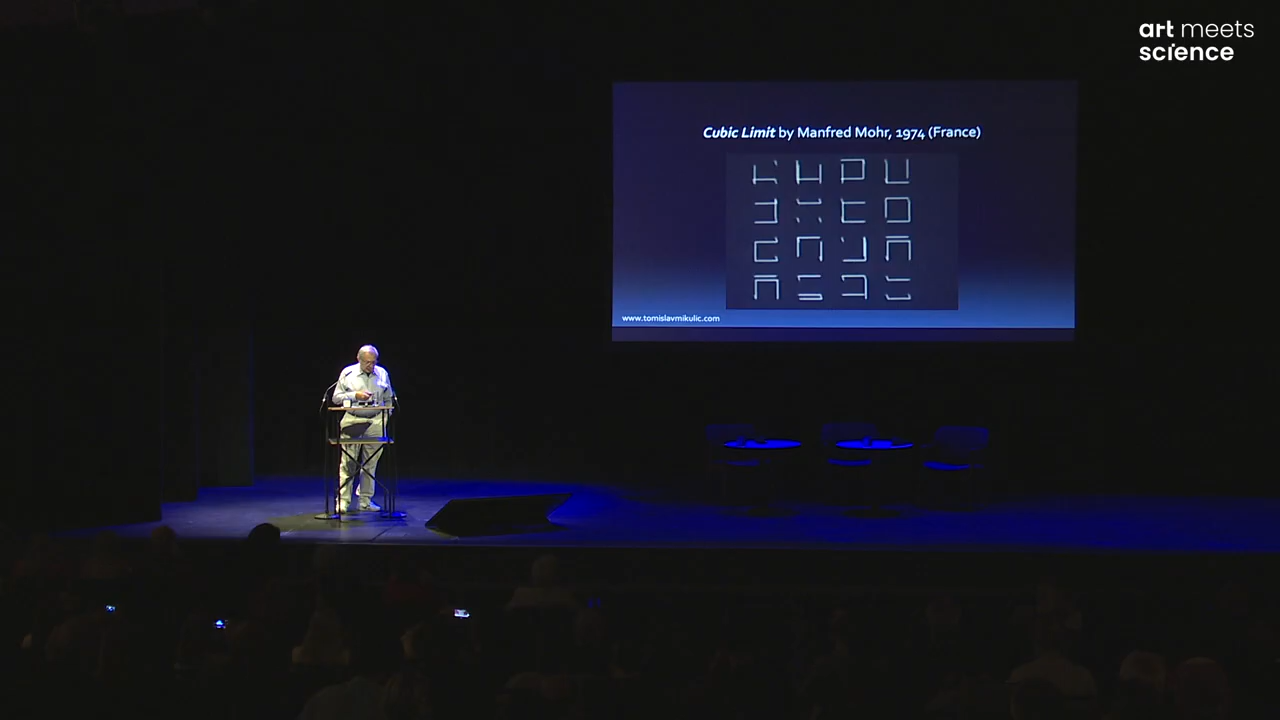 art meets
science
Cubic Limit by Manfred Mohr, 1974 (France)
www.tomislavmikulic.com